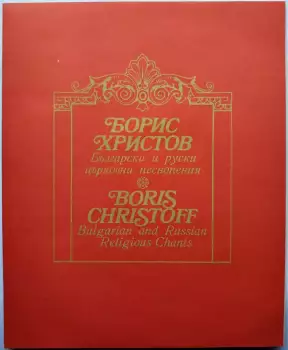 БОРИС
ХРИСТОВ
Български и руски
църковни песнопения
BORIS
CHRISTOFF
Bulgarian and Russian
Religious Chants